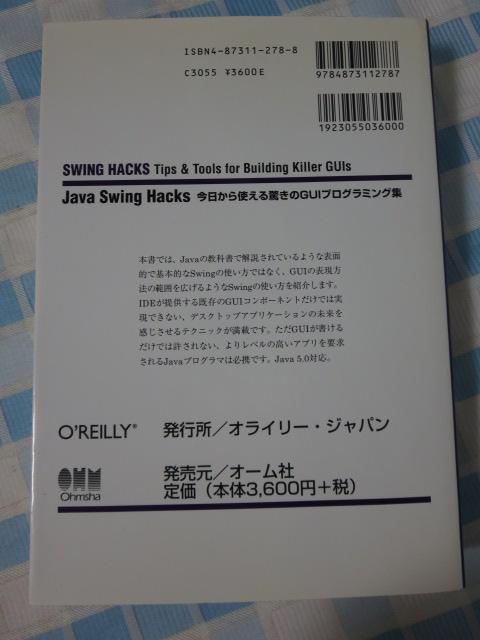 ISBN4-87311-278-8
C3055 ¥3600E
9784873112787
1923055036000
SWING HACKS Tips & Tools for Building Killer GUIs
Java Swing Hacks 今日から使える驚きのGUIプログラミング集
本書では、Javaの教科書で解説されているような表面
的で基本的なSwingの使い方ではなく、GUIの表現方
法の範囲を広げるようなSwingの使い方を紹介します。
IDEが提供する既存のGUIコンポーネントだけでは実
現できない、デスクトップアプリケーションの未来を
感じさせるテクニックが満載です。ただGUIが書ける
だけでは許されない、よりレベルの高いアプリを要求
されるJavaプログラマは必携です。Java 5.0対応。
O'REILLY® 発行所／オライリー・ジャパン
OHM
Ohmsha
発売元／オーム社
定価（本体3,600円+税）